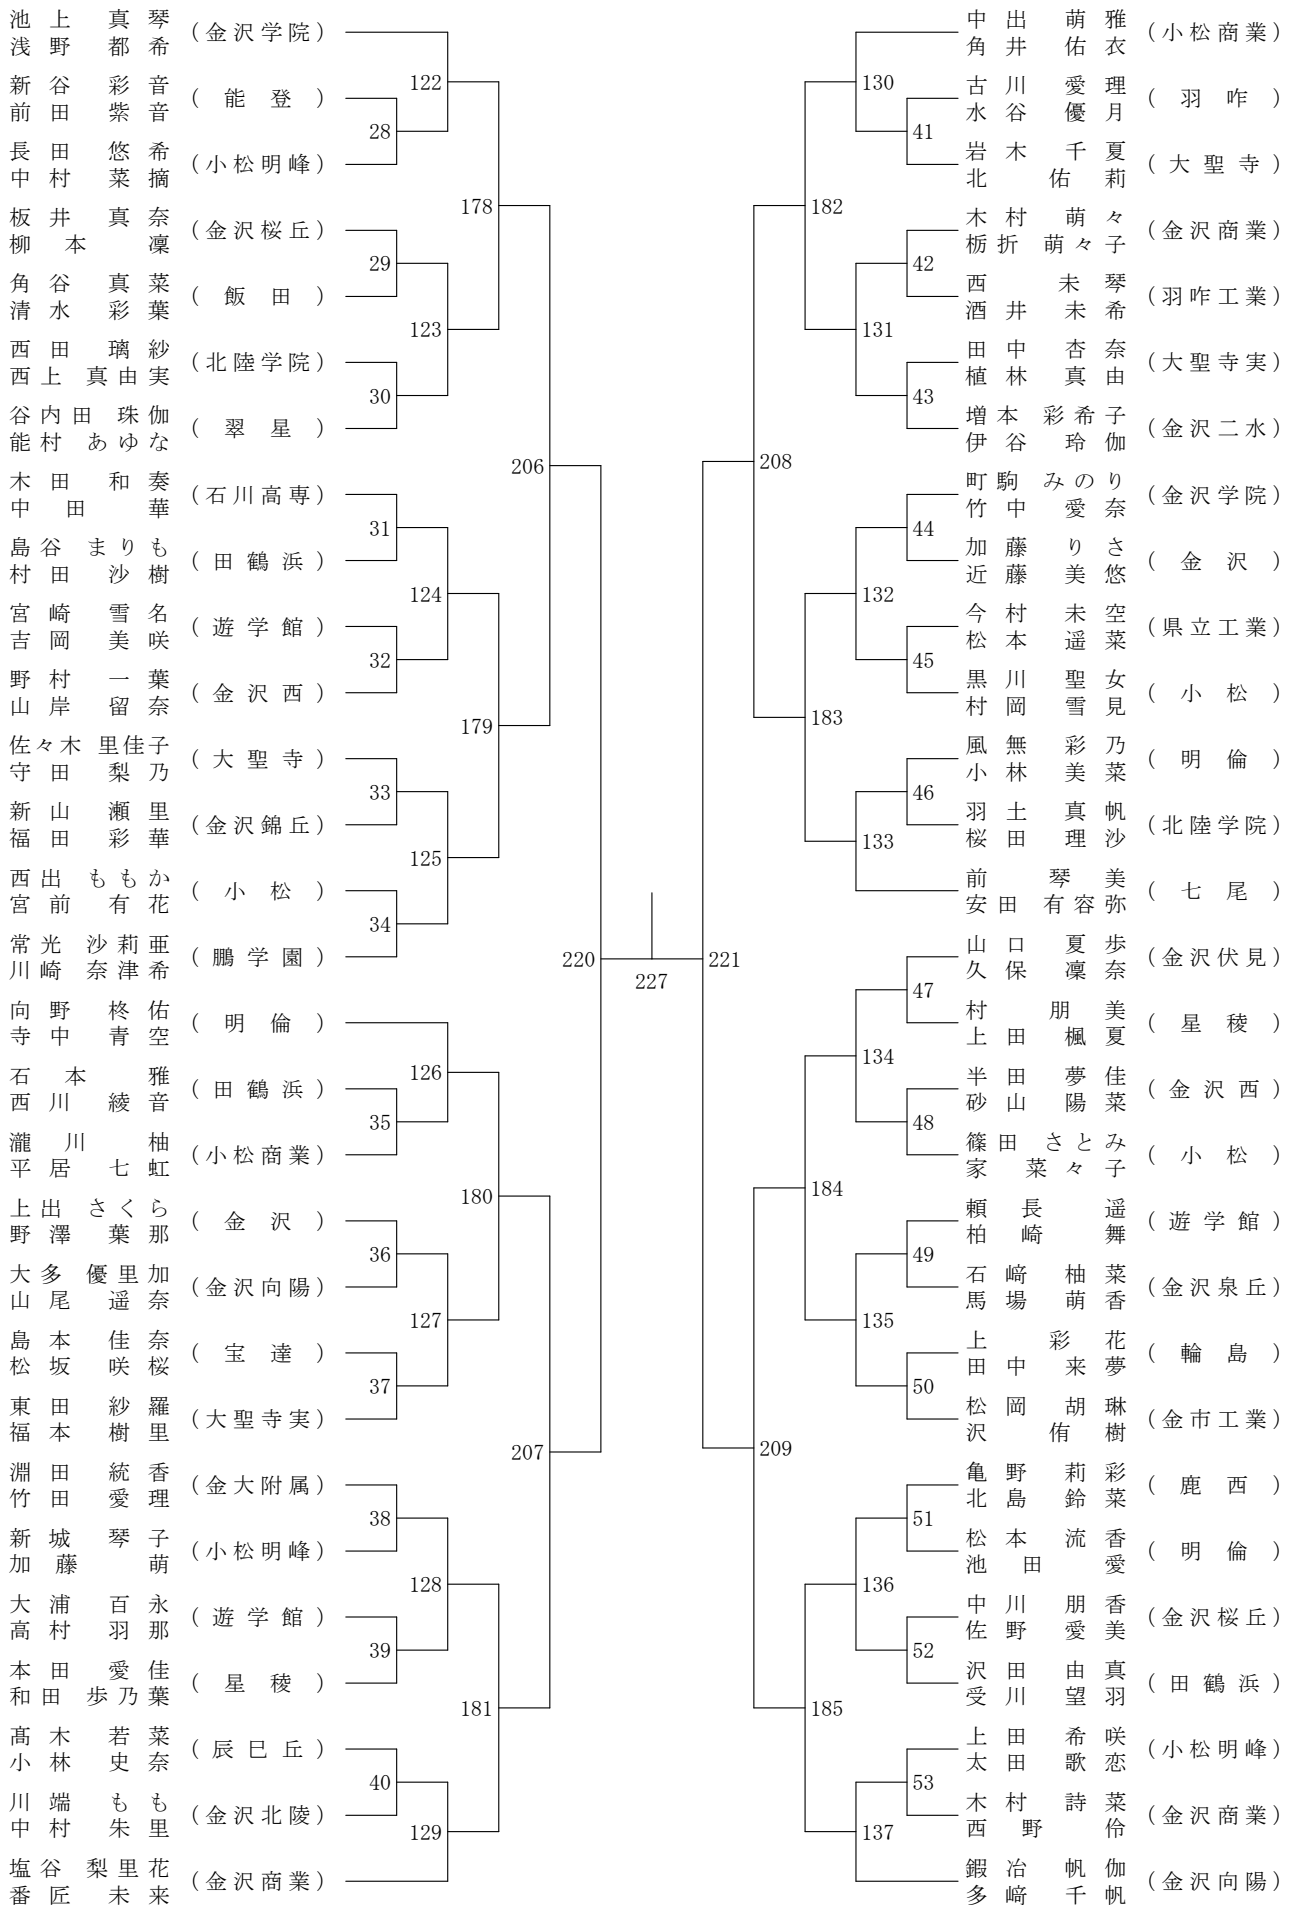 池上 真琴
浅野 都希
(金沢学院)
新谷 彩音
前田 紫音
(能登)
長田 悠希
中村 菜摘
(小松明峰)
板井 真奈
柳本 凜
(金沢桜丘)
角谷 真菜
清水 彩葉
(飯田)
西田 璃紗
西上 真由実
(北陸学院)
谷内田 珠伽
能村 あゆな
(翠星)
木田 和奏
中田 華
(石川高専)
島谷 まりも
村田 沙樹
(田鶴浜)
宮崎 雪名
吉岡 美咲
(遊学館)
野村 一葉
山岸 留奈
(金沢西)
佐々木 里佳子
守田 梨乃
(大聖寺)
新山 瀬里
福田 彩華
(金沢錦丘)
西出 ももか
宮前 有花
(小松)
常光 沙莉亜
川崎 奈津希
(鵬学園)
向野 柊佑
寺中 青空
(明倫)
石本 雅
西川 綾音
(田鶴浜)
瀧川 柚
平居 七虹
(小松商業)
上出 さくら
野澤 葉那
(金沢)
大多 優里加
山尾 遥奈
(金沢向陽)
島本 佳奈
松坂 咲桜
(宝達)
東田 紗羅
福本 樹里
(大聖寺実)
淵田 統香
竹田 愛理
(金大附属)
新城 琴子
加藤 萌
(小松明峰)
大浦 百永
高村 羽那
(遊学館)
本田 愛佳
和田 歩乃葉
(星稜)
髙木 若菜
小林 史奈
(辰巳丘)
川端 もも
中村 朱里
(金沢北陵)
塩谷 梨里花
番匠 未来
(金沢商業)
122
28
178
29
123
30
206
31
124
32
179
33
125
34
220
126
35
180
36
127
37
207
38
128
39
181
40
129
227
221
130
41
182
42
131
43
208
44
132
45
183
46
133
47
134
48
184
49
135
50
209
51
136
52
185
53
137
中出 萌雅
角井 佑衣
(小松商業)
古川 愛理
水谷 優月
(羽咋)
岩木 千夏
北 佑莉
(大聖寺)
木村 萌々
栃折 萌々子
(金沢商業)
西 未琴
酒井 未希
(羽咋工業)
田中 杏奈
植林 真由
(大聖寺実)
増本 彩希子
伊谷 玲伽
(金沢二水)
町駒 みのり
竹中 愛奈
(金沢学院)
加藤 りさ
近藤 美悠
(金沢)
今村 未空
松本 遥菜
(県立工業)
黒川 聖女
村岡 雪見
(小松)
風無 彩乃
小林 美菜
(明倫)
羽土 真帆
桜田 理沙
(北陸学院)
前 琴美
安田 有容弥
(七尾)
山口 夏歩
久保 凜奈
(金沢伏見)
村 朋美
上田 楓夏
(星稜)
半田 夢佳
砂山 陽菜
(金沢西)
篠田 さとみ
家 菜々子
(小松)
頼長 遥
柏崎 舞
(遊学館)
石﨑 柚菜
馬場 萌香
(金沢泉丘)
上 彩花
田中 来夢
(輪島)
松岡 胡琳
沢 侑樹
(金市工業)
亀野 莉彩
北島 鈴菜
(鹿西)
松本 流香
池田 愛
(明倫)
中川 朋香
佐野 愛美
(金沢桜丘)
沢田 由真
受川 望羽
(田鶴浜)
上田 希咲
太田 歌恋
(小松明峰)
木村 詩菜
西野 伶
(金沢商業)
鍜冶 帆伽
多﨑 千帆
(金沢向陽)